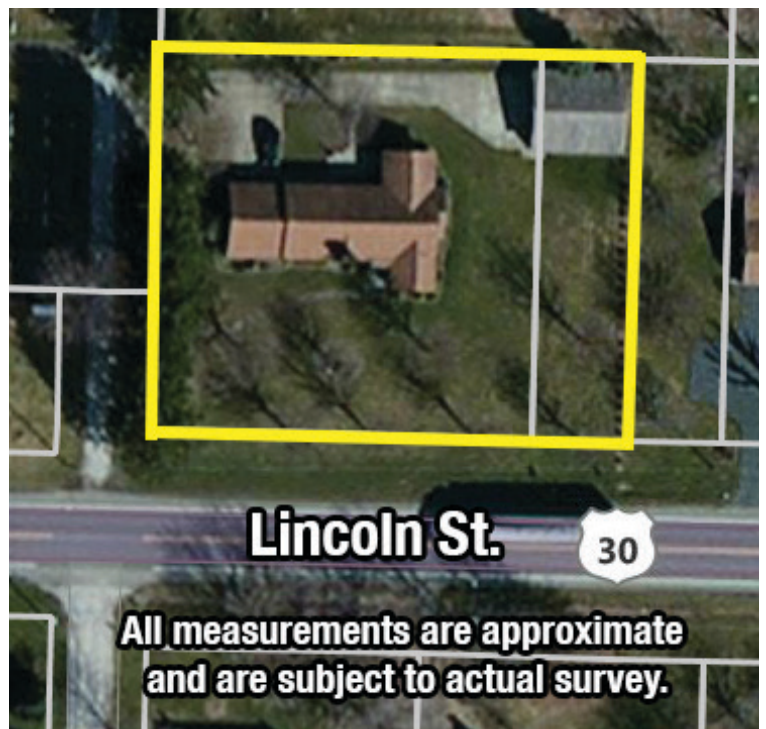 Lincoln St.
30
All measurements are approximate
and are subject to actual survey.